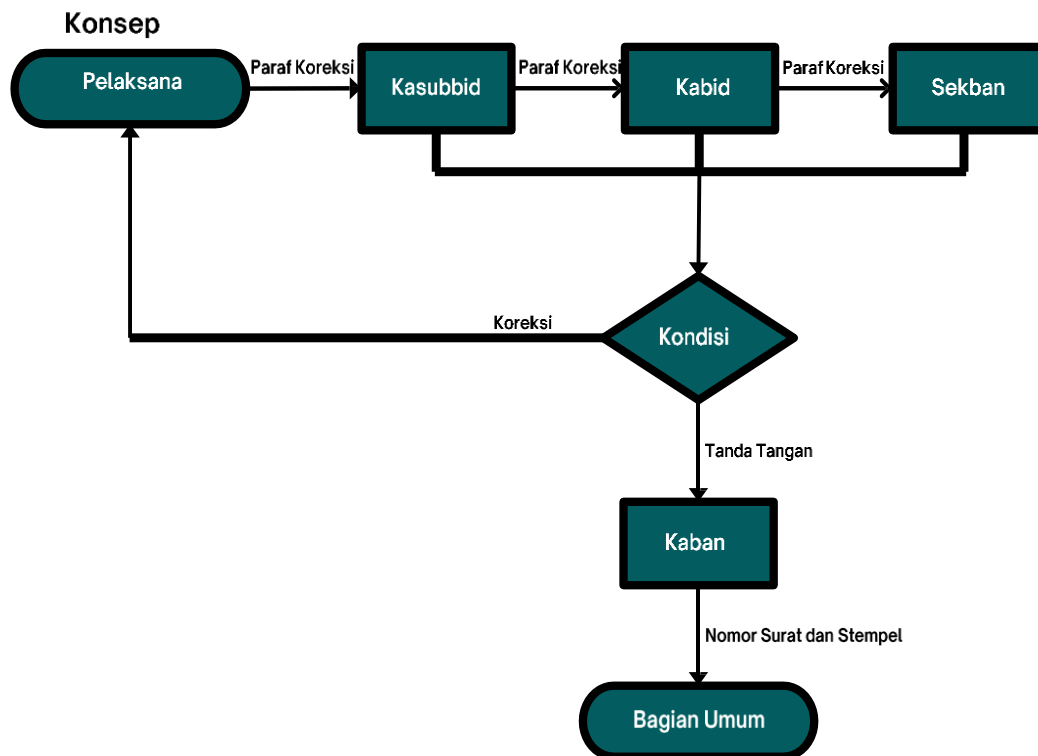 Konsep
Pelaksana
Paraf Koreksi
Kasubbid
Paraf Koreksi
Kabid
Paraf Koreksi
Sekban
Koreksi
Kondisi
Tanda Tangan
Kaban
Nomor Surat dan Stempel
Bagian Umum